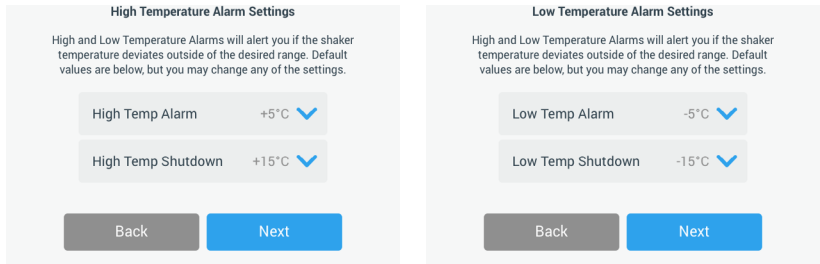 High Temperature Alarm Settings
High and Low Temperature Alarms will alert you if the shaker
temperature deviates outside of the desired range. Default
values are below, but you may change any of the settings.
High Temp Alarm +5°C
High Temp Shutdown +15°C
Back Next
Low Temperature Alarm Settings
High and Low Temperature Alarms will alert you if the shaker
temperature deviates outside of the desired range. Default
values are below, but you may change any of the settings.
Low Temp Alarm -5°C
Low Temp Shutdown -15°C
Back Next